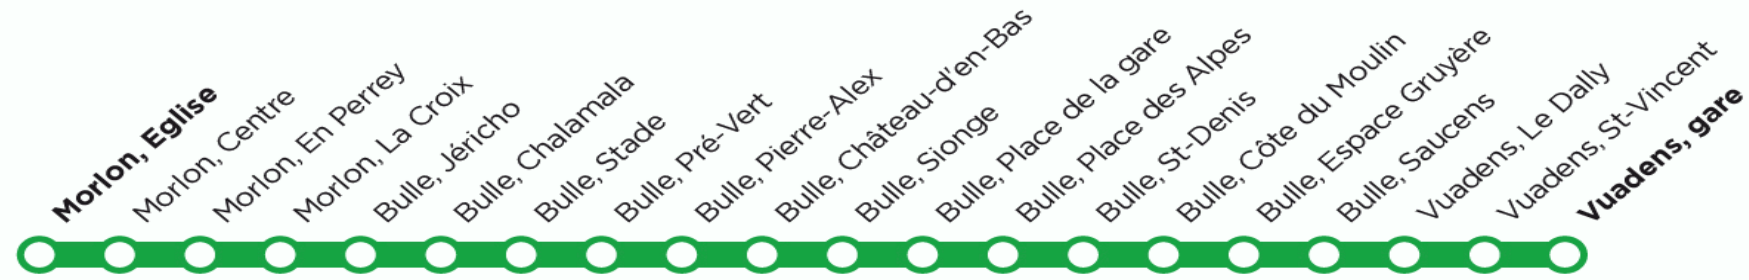 Morlon, Eglise
Morlon, Centre
Morlon, En Perrey
Morlon, La Croix
Bulle, Jéricho
Bulle, Chalamala
Bulle, Stade
Bulle, Pré-Vert
Bulle, Pierre-Alex
Bulle, Château-d'en-Bas
Bulle, Sionge
Bulle, Place de la gare
Bulle, Place des Alpes
Bulle, St-Denis
Bulle, Côte du Moulin
Bulle, Espace Gruyère
Bulle, Saucens
Vuadens, Le Dally
Vuadens, St-Vincent
Vuadens, gare